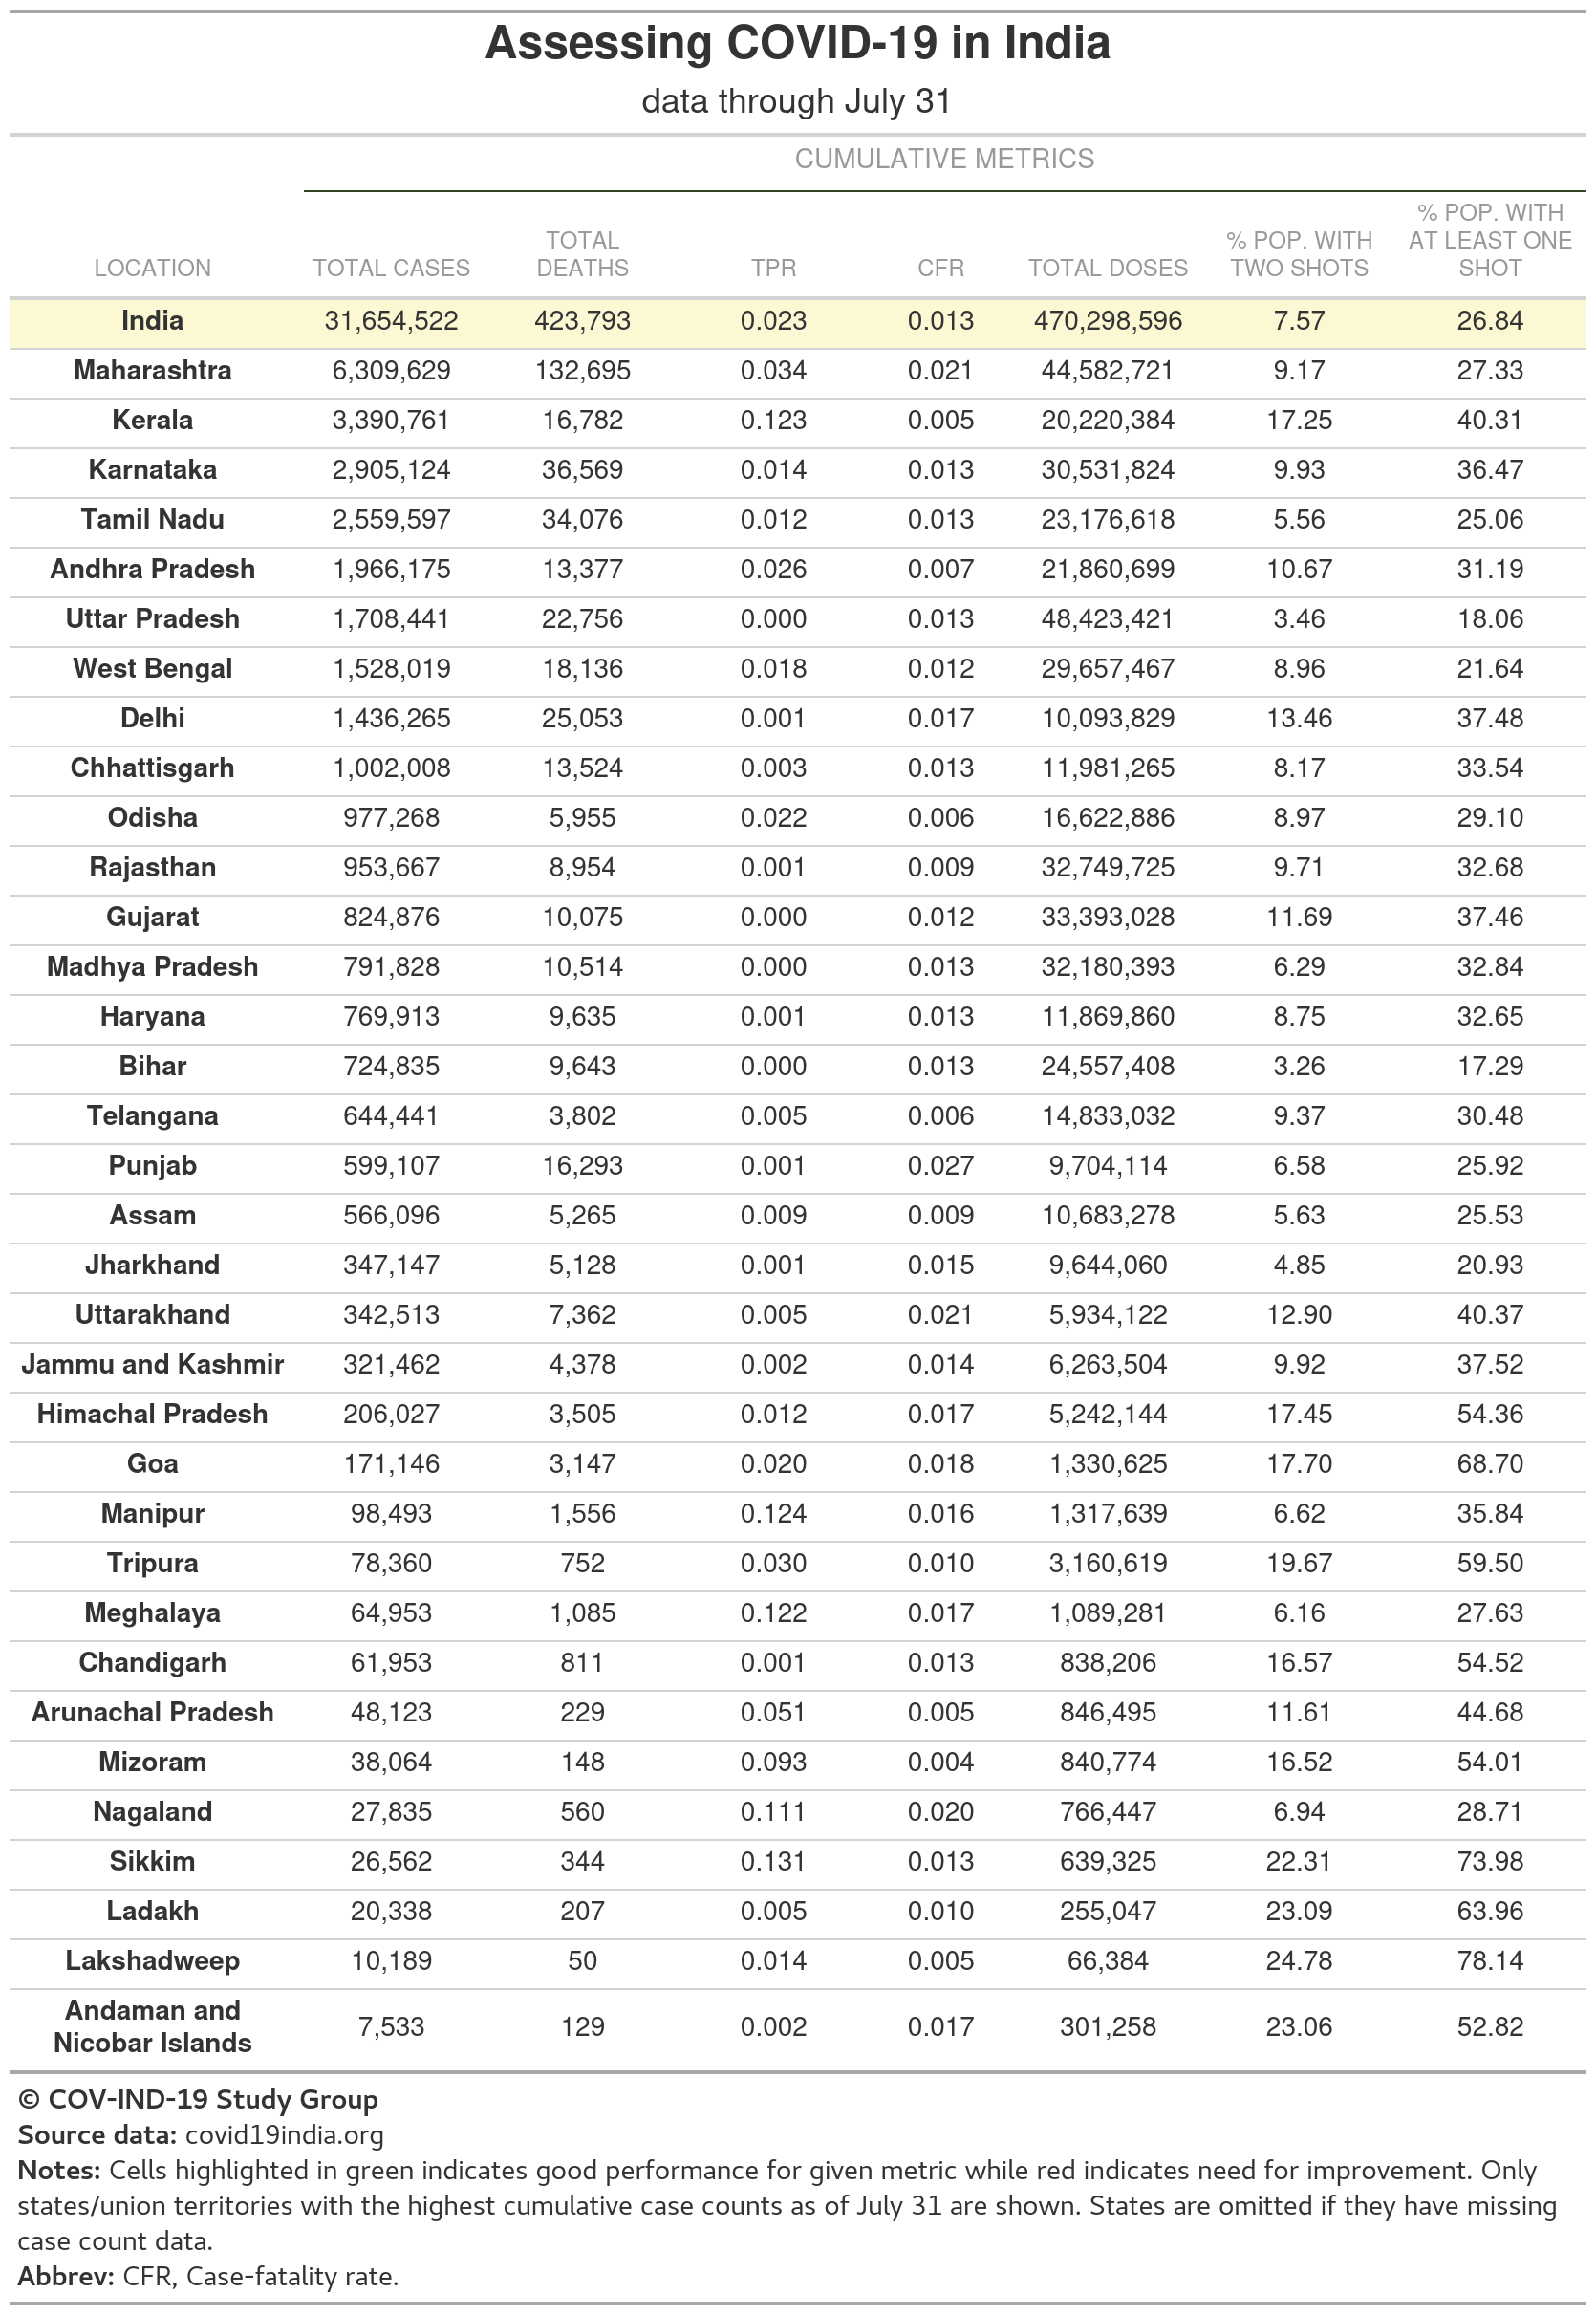 Assessing COVID-19 in India
data through July 31
CUMULATIVE METRICS
LOCATION TOTAL CASES TOTAL DEATHS TPR CFR TOTAL DOSES % POP. WITH TWO SHOTS % POP. WITH AT LEAST ONE SHOT
India 31,654,522 423,793 0.023 0.013 470,298,596 7.57 26.84
Maharashtra 6,309,629 132,695 0.034 0.021 44,582,721 9.17 27.33
Kerala 3,390,761 16,782 0.123 0.005 20,220,384 17.25 40.31
Karnataka 2,905,124 36,569 0.014 0.013 30,531,824 9.93 36.47
Tamil Nadu 2,559,597 34,076 0.012 0.013 23,176,618 5.56 25.06
Andhra Pradesh 1,966,175 13,377 0.026 0.007 21,860,699 10.67 31.19
Uttar Pradesh 1,708,441 22,756 0.000 0.013 48,423,421 3.46 18.06
West Bengal 1,528,019 18,136 0.018 0.012 29,657,467 8.96 21.64
Delhi 1,436,265 25,053 0.001 0.017 10,093,829 13.46 37.48
Chhattisgarh 1,002,008 13,524 0.003 0.013 11,981,265 8.17 33.54
Odisha 977,268 5,955 0.022 0.006 16,622,886 8.97 29.10
Rajasthan 953,667 8,954 0.001 0.009 32,749,725 9.71 32.68
Gujarat 824,876 10,075 0.000 0.012 33,393,028 11.69 37.46
Madhya Pradesh 791,828 10,514 0.000 0.013 32,180,393 6.29 32.84
Haryana 769,913 9,635 0.001 0.013 11,869,860 8.75 32.65
Bihar 724,835 9,643 0.000 0.013 24,557,408 3.26 17.29
Telangana 644,441 3,802 0.005 0.006 14,833,032 9.37 30.48
Punjab 599,107 16,293 0.001 0.027 9,704,114 6.58 25.92
Assam 566,096 5,265 0.009 0.009 10,683,278 5.63 25.53
Jharkhand 347,147 5,128 0.001 0.015 9,644,060 4.85 20.93
Uttarakhand 342,513 7,362 0.005 0.021 5,934,122 12.90 40.37
Jammu and Kashmir 321,462 4,378 0.002 0.014 6,263,504 9.92 37.52
Himachal Pradesh 206,027 3,505 0.012 0.017 5,242,144 17.45 54.36
Goa 171,146 3,147 0.020 0.018 1,330,625 17.70 68.70
Manipur 98,493 1,556 0.124 0.016 1,317,639 6.62 35.84
Tripura 78,360 752 0.030 0.010 3,160,619 19.67 59.50
Meghalaya 64,953 1,085 0.122 0.017 1,089,281 6.16 27.63
Chandigarh 61,953 811 0.001 0.013 838,206 16.57 54.52
Arunachal Pradesh 48,123 229 0.051 0.005 846,495 11.61 44.68
Mizoram 38,064 148 0.093 0.004 840,774 16.52 54.01
Nagaland 27,835 560 0.111 0.020 766,447 6.94 28.71
Sikkim 26,562 344 0.131 0.013 639,325 22.31 73.98
Ladakh 20,338 207 0.005 0.010 255,047 23.09 63.96
Lakshadweep 10,189 50 0.014 0.005 66,384 24.78 78.14
Andaman and Nicobar Islands 7,533 129 0.002 0.017 301,258 23.06 52.82
© COV-IND-19 Study Group
Source data: covid19india.org
Notes: Cells highlighted in green indicates good performance for given metric while red indicates need for improvement. Only
states/union territories with the highest cumulative case counts as of July 31 are shown. States are omitted if they have missing
case count data.
Abbrev: CFR, Case-fatality rate.